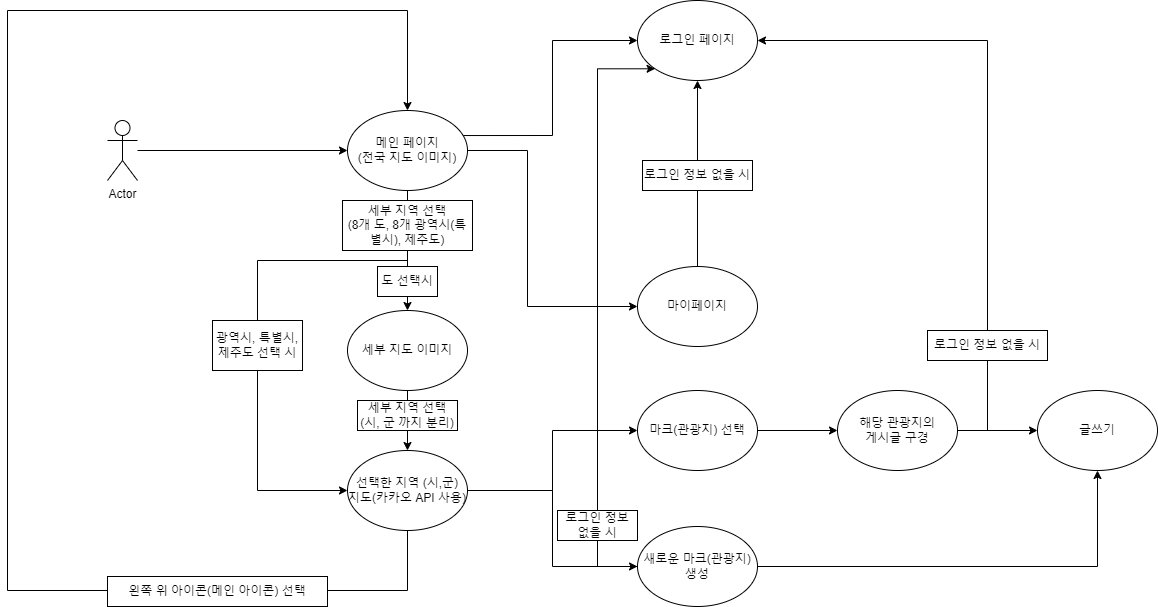 로그인 페이지
메인 페이지
(전국 지도 이미지)
Actor
로그인 정보 없을 시
세부 지역 선택
(8개 도, 8개 광역시(특
별시), 제주도)
도 선택시
마이페이지
광역시, 특별시,
제주도 선택 시
세부 지도 이미지
로그인 정보 없을 시
세부 지역 선택
(시, 군 까지 분리)
마크(관광지) 선택
해당 관광지의
게시글 구경
글쓰기
선택한 지역 (시,군)
지도(카카오 API 사용)
로그인 정보
없을 시
새로운 마크(관광지)
생성
왼쪽 위 아이콘(메인 아이콘) 선택